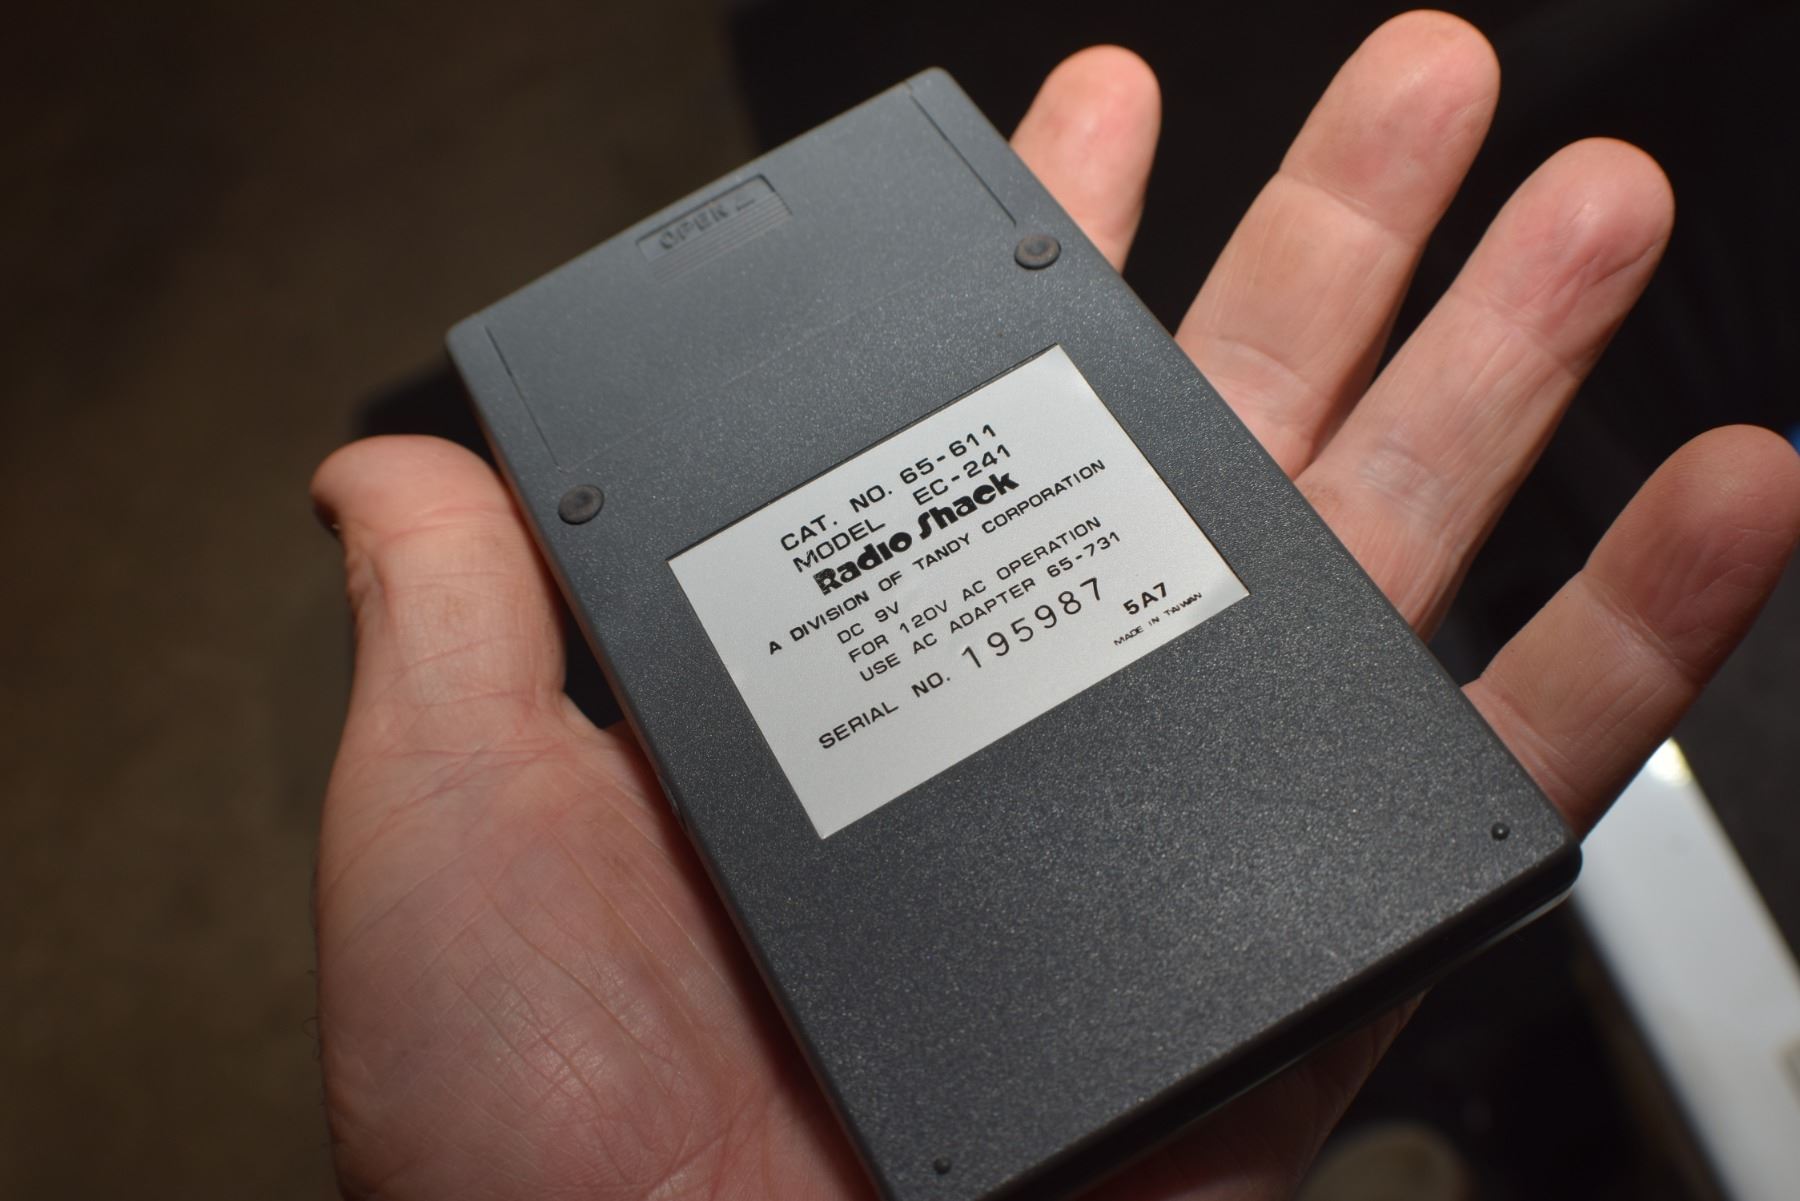 OPEN
CAT. NO. 65-611
MODEL EC-241
Radio Shack
A DIVISION OF TANDY CORPORATION
DC 9V
FOR 120V AC OPERATION
USE AC ADAPTER 65-731
SERIAL NO. 195987
5A7
MADE IN TAIWAN